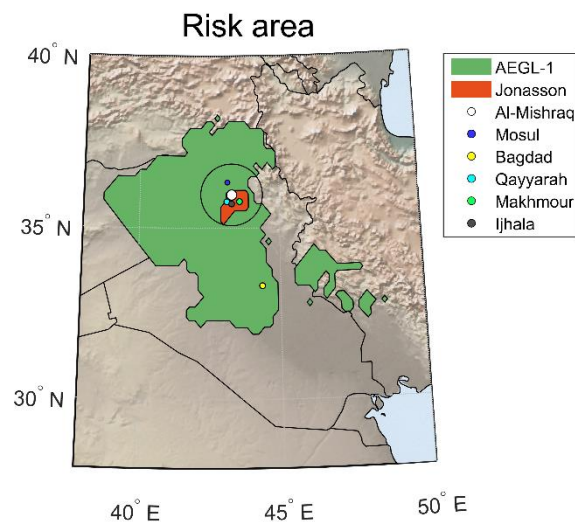 Risk area
40° N
35° N
30° N
40° E
45° E
50° E
AEGL-1
Jonasson
Al-Mishraq
Mosul
Bagdad
Qayyarah
Makhmour
Ijhala